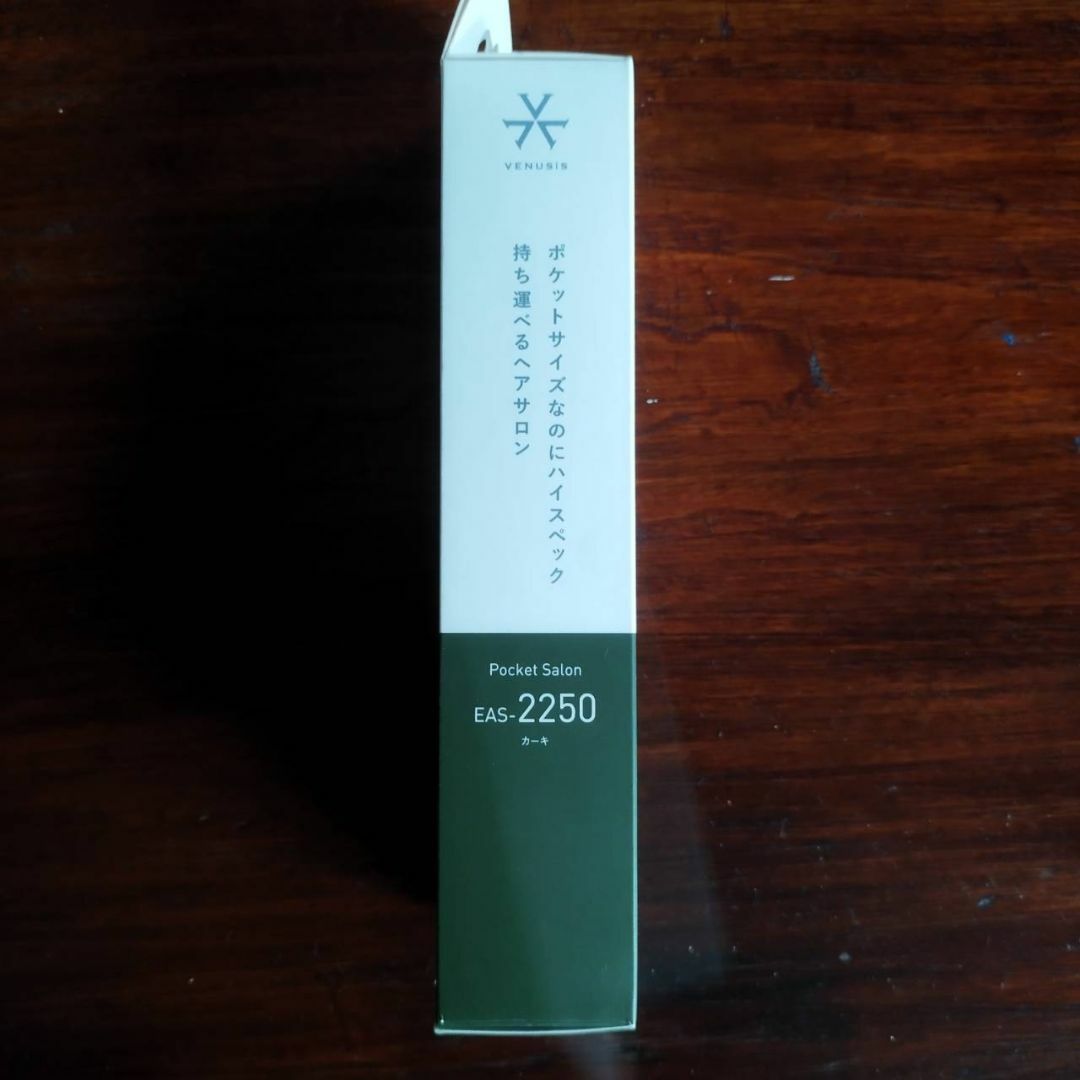 VENUSiS
ポケットサイズなのにハイスペック
持ち運べるヘアサロン
Pocket Salon
EAS-2250
カーキ